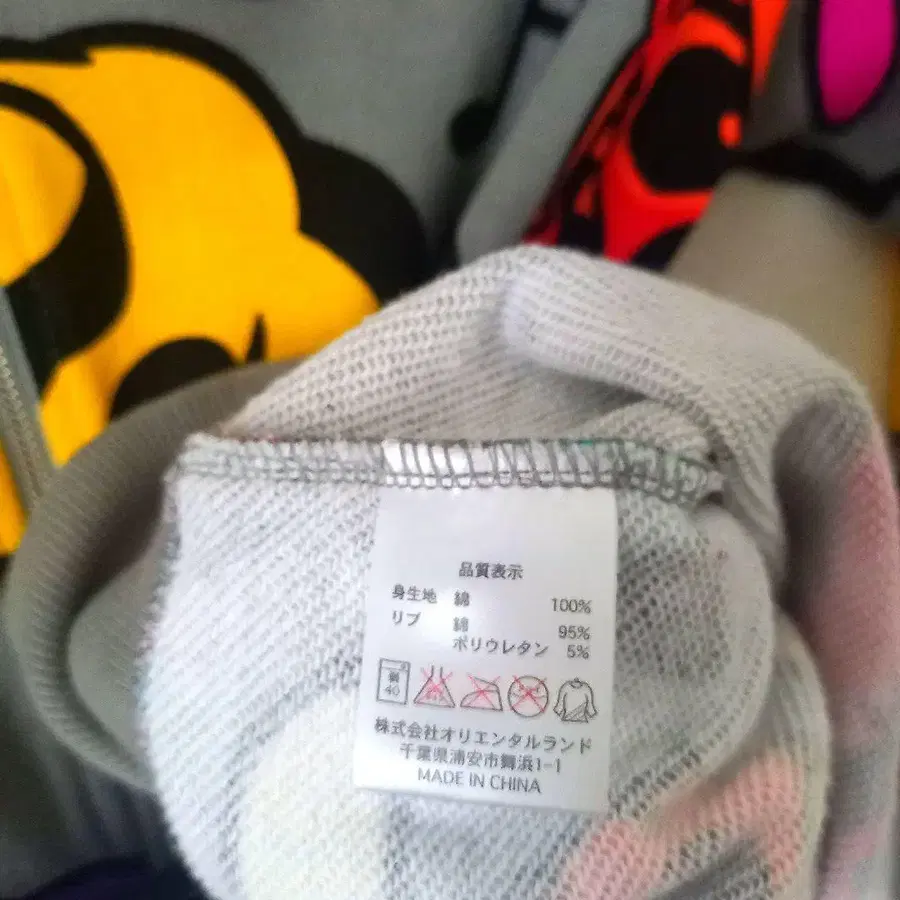 品質表示
身生地 綿 100%
リブ 綿 95%
ポリウレタン 5%
弱 40
株式会社オリエンタルランド
千葉県浦安市舞浜1-1
MADE IN CHINA